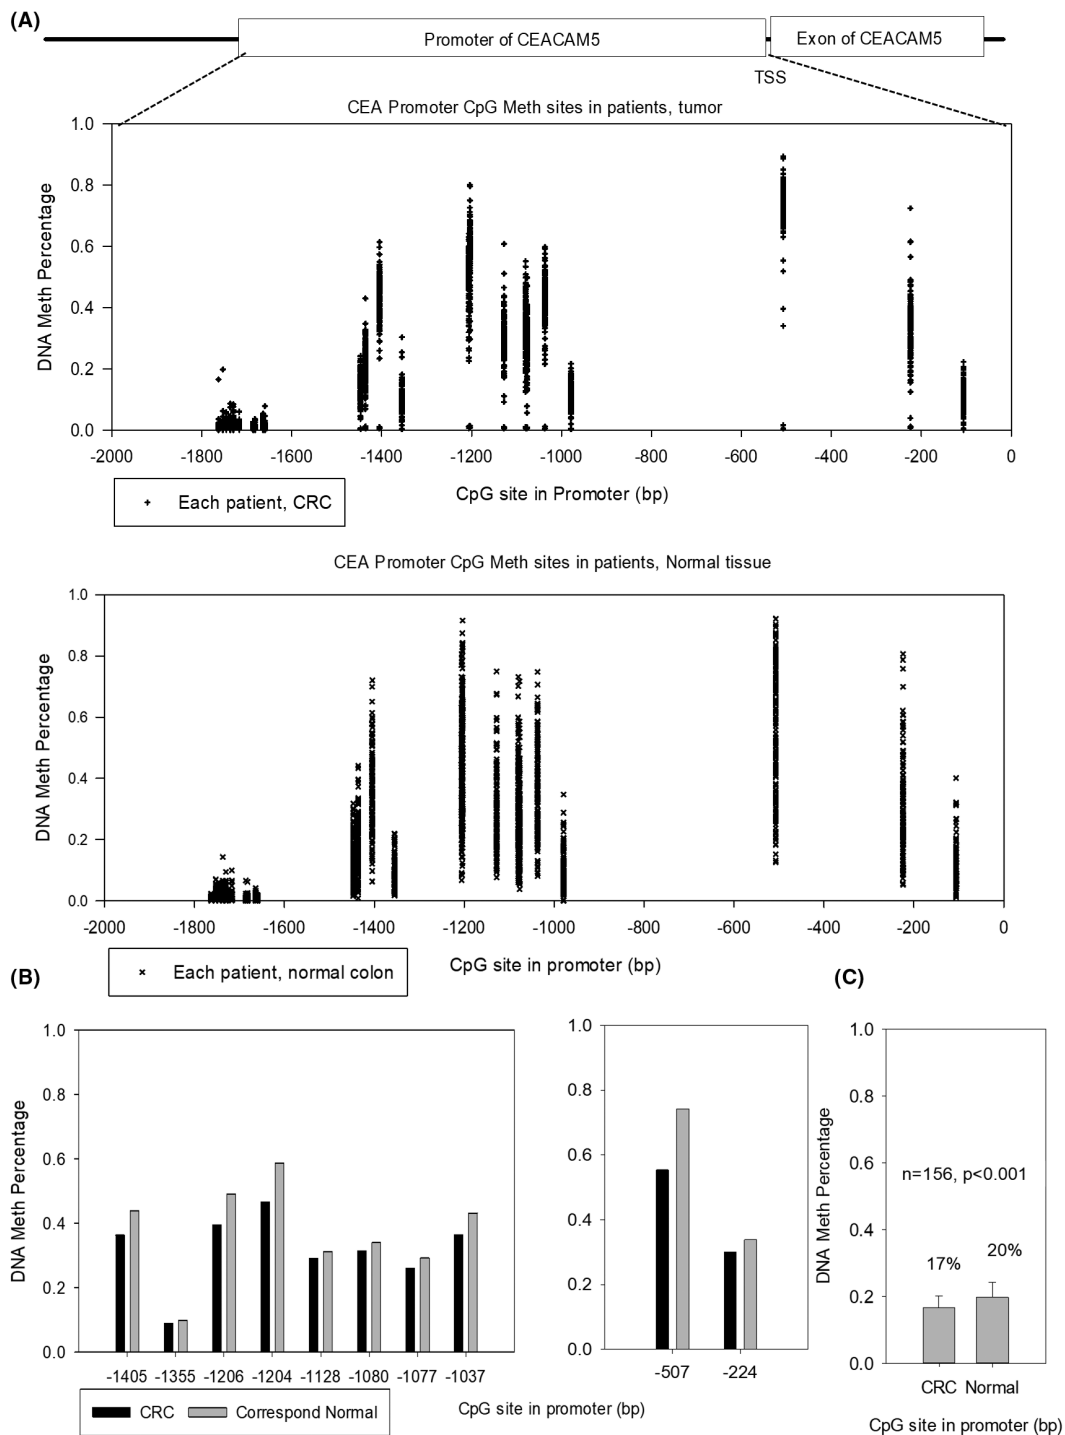 (A)
Promoter of CEACAM5
Exon of CEACAM5
TSS
CEA Promoter CpG Meth sites in patients, tumor
DNA Meth Percentage
1.0
0.8
0.6
0.4
0.2
0.0
-2000 -1800 -1600 -1400 -1200 -1000 -800 -600 -400 -200 0
CpG site in Promoter (bp)
Each patient, CRC
CEA Promoter CpG Meth sites in patients, Normal tissue
DNA Meth Percentage
1.0
0.8
0.6
0.4
0.2
0.0
-2000 -1800 -1600 -1400 -1200 -1000 -800 -600 -400 -200 0
CpG site in promoter (bp)
Each patient, normal colon
(B)
DNA Meth Percentage
1.0
0.8
0.6
0.4
0.2
0.0
-1405 -1355 -1206 -1204 -1128 -1080 -1077 -1037
CRC Correspond Normal
1.0
0.8
0.6
0.4
0.2
0.0
-507 -224
CpG site in promoter (bp)
(C)
DNA Meth Percentage
1.0
0.8
0.6
0.4
0.2
0.0
n=156, p<0.001
17% 20%
CRC Normal
CpG site in promoter (bp)